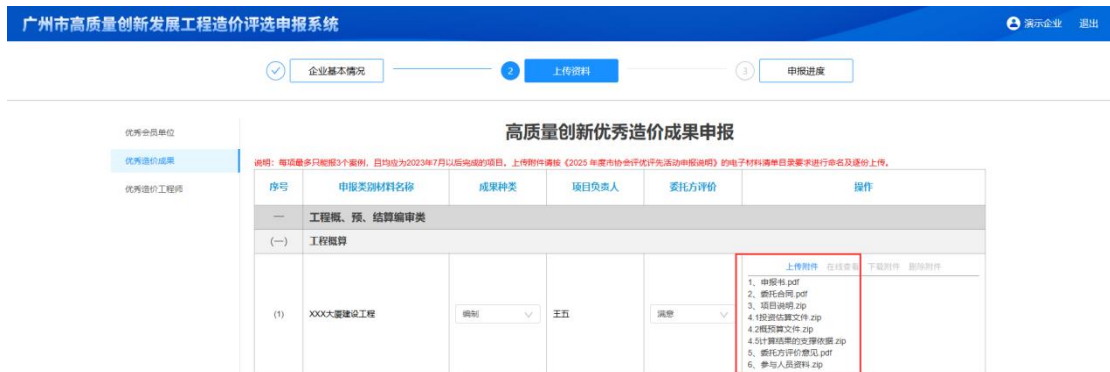 广州市高质量创新发展工程造价评选申报系统
演示企业 退出
企业基本情况 2 上传资料 3 申报进度
优秀会员单位
优秀造价成果
优秀造价工程师
高质量创新优秀造价成果申报
说明：每项最多只能报3个案例，且均应为2023年7月以后完成的项目。上传附件请按《2025 年度市协会评优评先活动申报说明》的电子材料清单目录要求进行命名及逐份上传。
序号 申报类别材料名称 成果种类 项目负责人 委托方评价 操作
一 工程概、预、结算编审类
(一) 工程概算
上传附件 在线查看 下载附件 删除附件
(1) XXX大厦建设工程 编制 王五 满意
1、申报书.pdf
2、委托合同.pdf
3、项目说明.zip
4.1投资估算文件.zip
4.2概预算文件.zip
4.5计算结果的支撑依据.zip
5、委托方评价意见.pdf
6、参与人员资料.zip